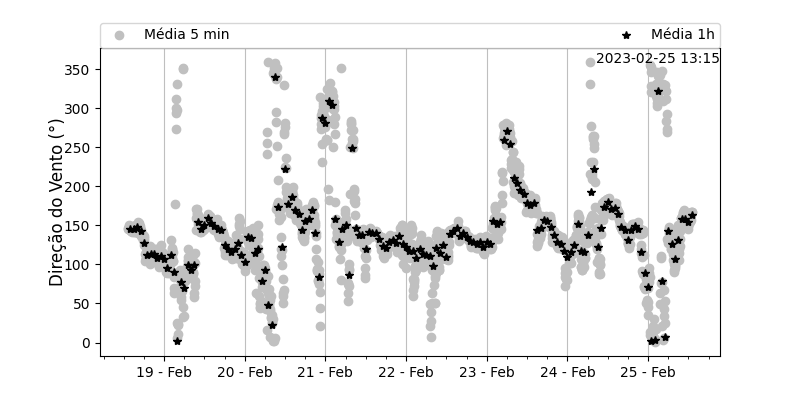 Média 5 min
Média 1h
2023-02-25 13:15
Direção do Vento (°)
350
300
250
200
150
100
50
0
19 - Feb
20 - Feb
21 - Feb
22 - Feb
23 - Feb
24 - Feb
25 - Feb